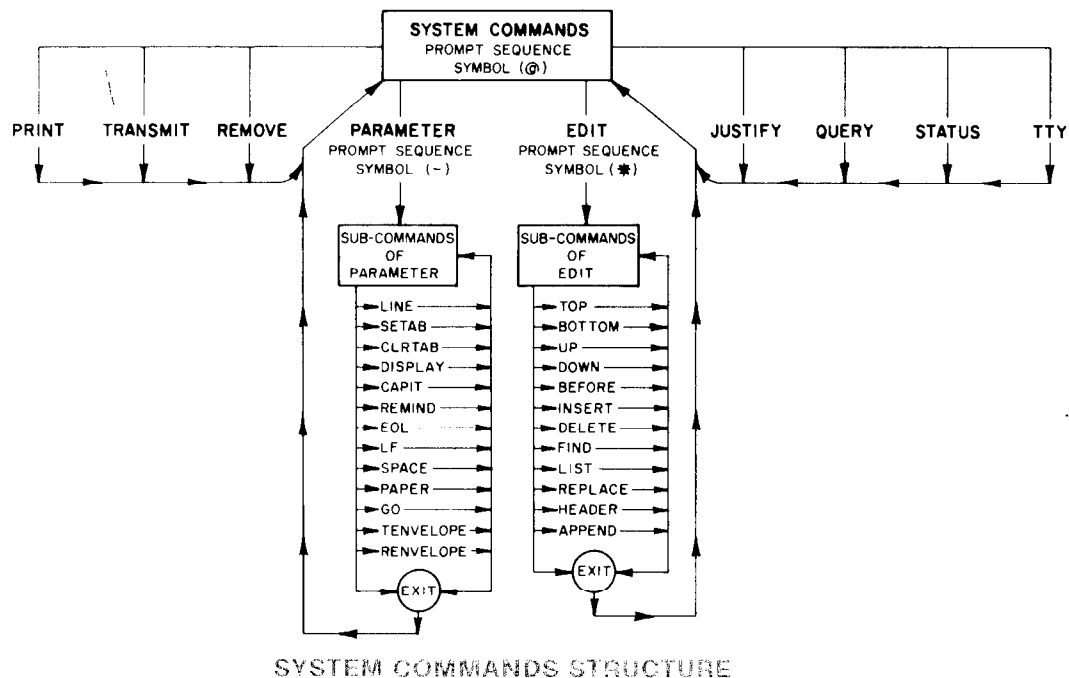 SYSTEM COMMANDS
PROMPT SEQUENCE
SYMBOL (@)
PRINT
TRANSMIT
REMOVE
PARAMETER
PROMPT SEQUENCE
SYMBOL (-)
EDIT
PROMPT SEQUENCE
SYMBOL (*)
JUSTIFY
QUERY
STATUS
TTY
SUB-COMMANDS
OF
PARAMETER
LINE
SETAB
CLRTAB
DISPLAY
CAPIT
REMIND
EOL
LF
SPACE
PAPER
GO
TENVELOPE
RENVELOPE
EXIT
SUB-COMMANDS
OF
EDIT
TOP
BOTTOM
UP
DOWN
BEFORE
INSERT
DELETE
FIND
LIST
REPLACE
HEADER
APPEND
EXIT
SYSTEM COMMANDS STRUCTURE